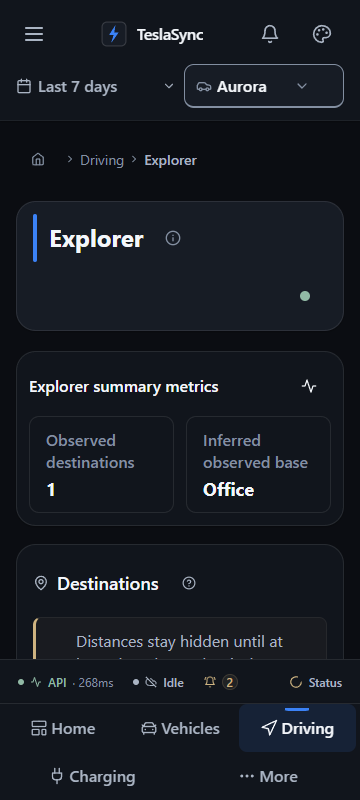 TeslaSync
Last 7 days
Aurora
Driving
Explorer
Explorer
Explorer summary metrics
Observed destinations
1
Inferred observed base
Office
Destinations
Distances stay hidden until at
API · 268ms
Idle
2
Status
Home
Vehicles
Driving
Charging
More